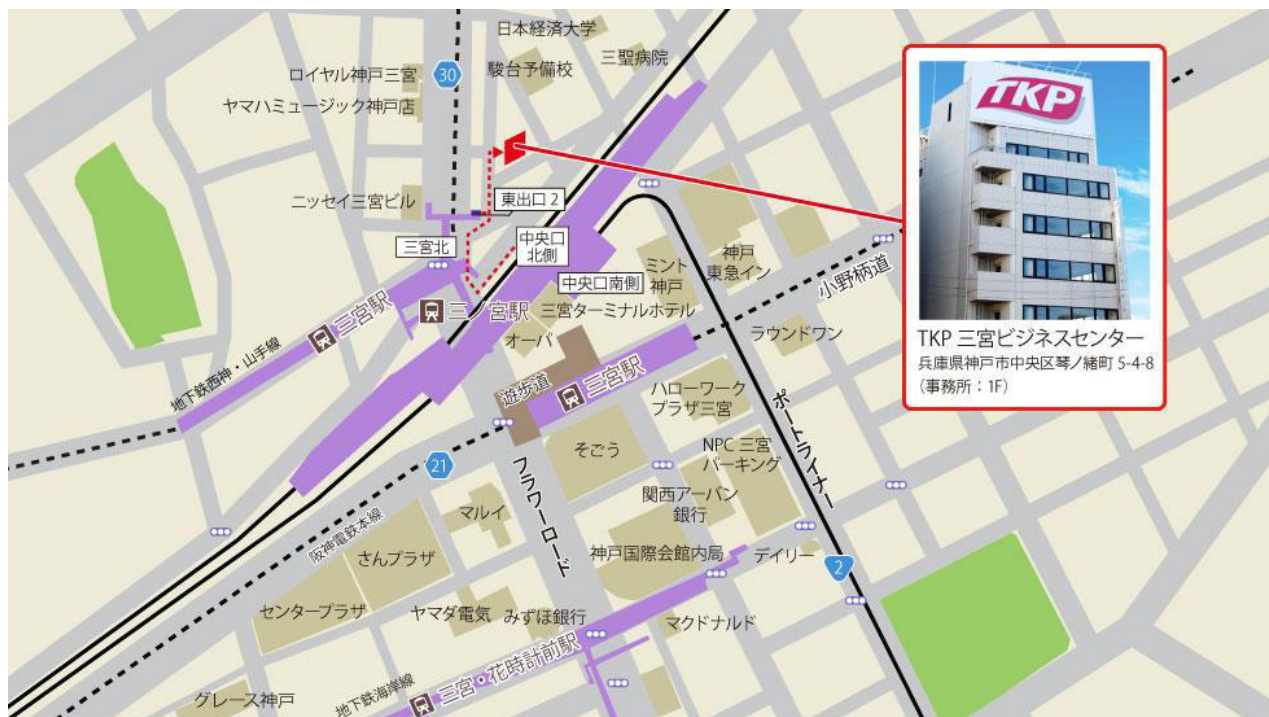 日本経済大学
三聖病院
駿台予備校
ロイヤル神戸三宮
30
ヤマハミュージック神戸店
ニッセイ三宮ビル
東出口 2
三宮北
中央口
北側
中央口南側
ミント
神戸
神戸
東急イン
小野柄道
三ノ宮駅
三宮駅
地下鉄西神・山手線
三宮ターミナルホテル
オーパ
ラウンドワン
遊歩道
三宮駅
ハローワーク
プラザ三宮
ポートライナー
そごう
NPC 三宮
パーキング
21
フラワーロード
関西アーバン
銀行
阪神電鉄本線
マルイ
さんプラザ
神戸国際会館内局
デイリー
2
センタープラザ
ヤマダ電気
みずほ銀行
マクドナルド
三宮・花時計前駅
地下鉄海岸線
グレース神戸
TKP
TKP 三宮ビジネスセンター
兵庫県神戸市中央区琴ノ緒町 5-4-8
（事務所：1F）